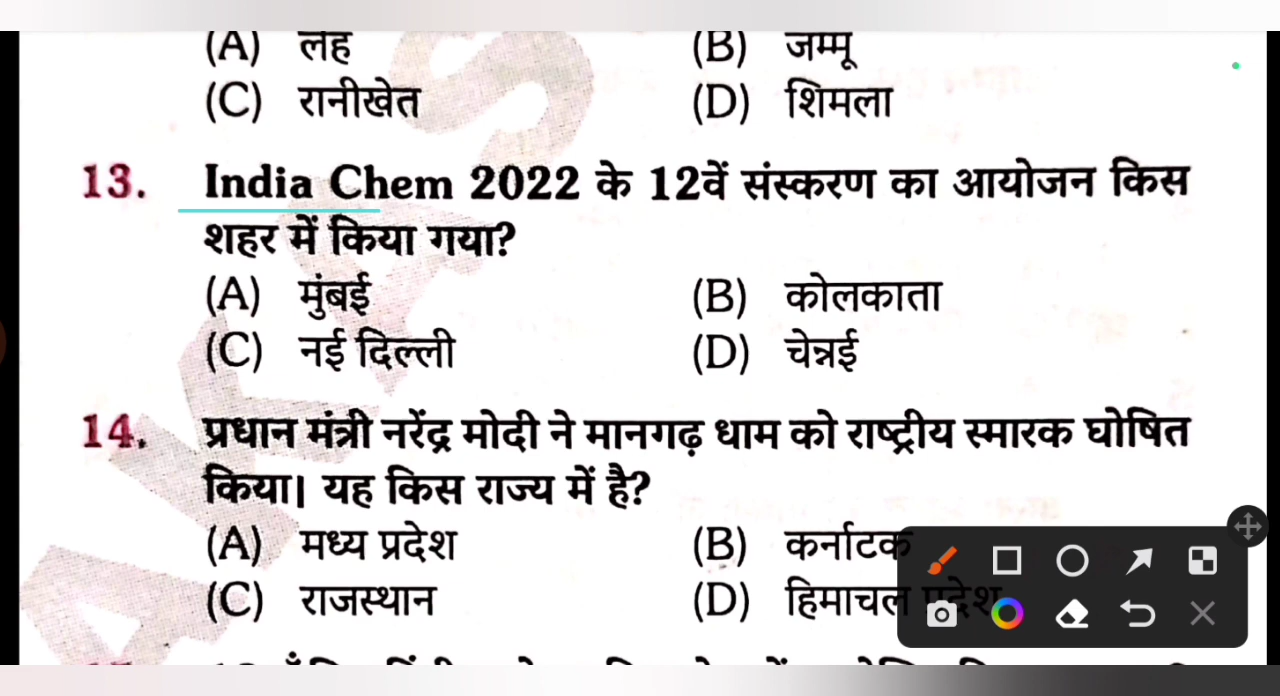 (A) लेह (B) जम्मू
(C) रानीखेत (D) शिमला
13. India Chem 2022 के 12वें संस्करण का आयोजन किस
शहर में किया गया?
(A) मुंबई (B) कोलकाता
(C) नई दिल्ली (D) चेन्नई
14. प्रधान मंत्री नरेंद्र मोदी ने मानगढ़ धाम को राष्ट्रीय स्मारक घोषित
किया। यह किस राज्य में है?
(A) मध्य प्रदेश (B) कर्नाटक
(C) राजस्थान (D) हिमाचल प्रदेश